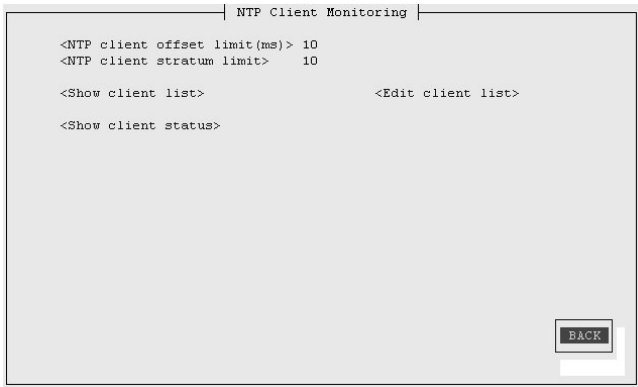 NTP Client Monitoring
<NTP client offset limit(ms)> 10
<NTP client stratum limit> 10
<Show client list> <Edit client list>
<Show client status>
BACK